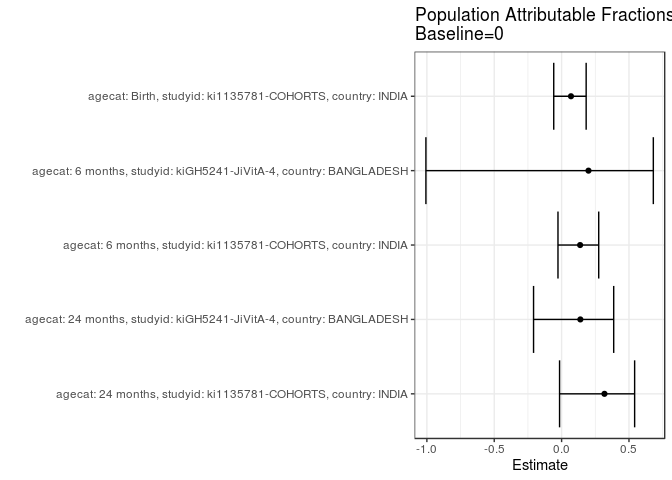 Population Attributable Fractions
Baseline=0
agecat: Birth, studyid: ki1135781-COHORTS, country: INDIA
agecat: 6 months, studyid: kiGH5241-JiVitA-4, country: BANGLADESH
agecat: 6 months, studyid: ki1135781-COHORTS, country: INDIA
agecat: 24 months, studyid: kiGH5241-JiVitA-4, country: BANGLADESH
agecat: 24 months, studyid: ki1135781-COHORTS, country: INDIA
-1.0 -0.5 0.0 0.5
Estimate